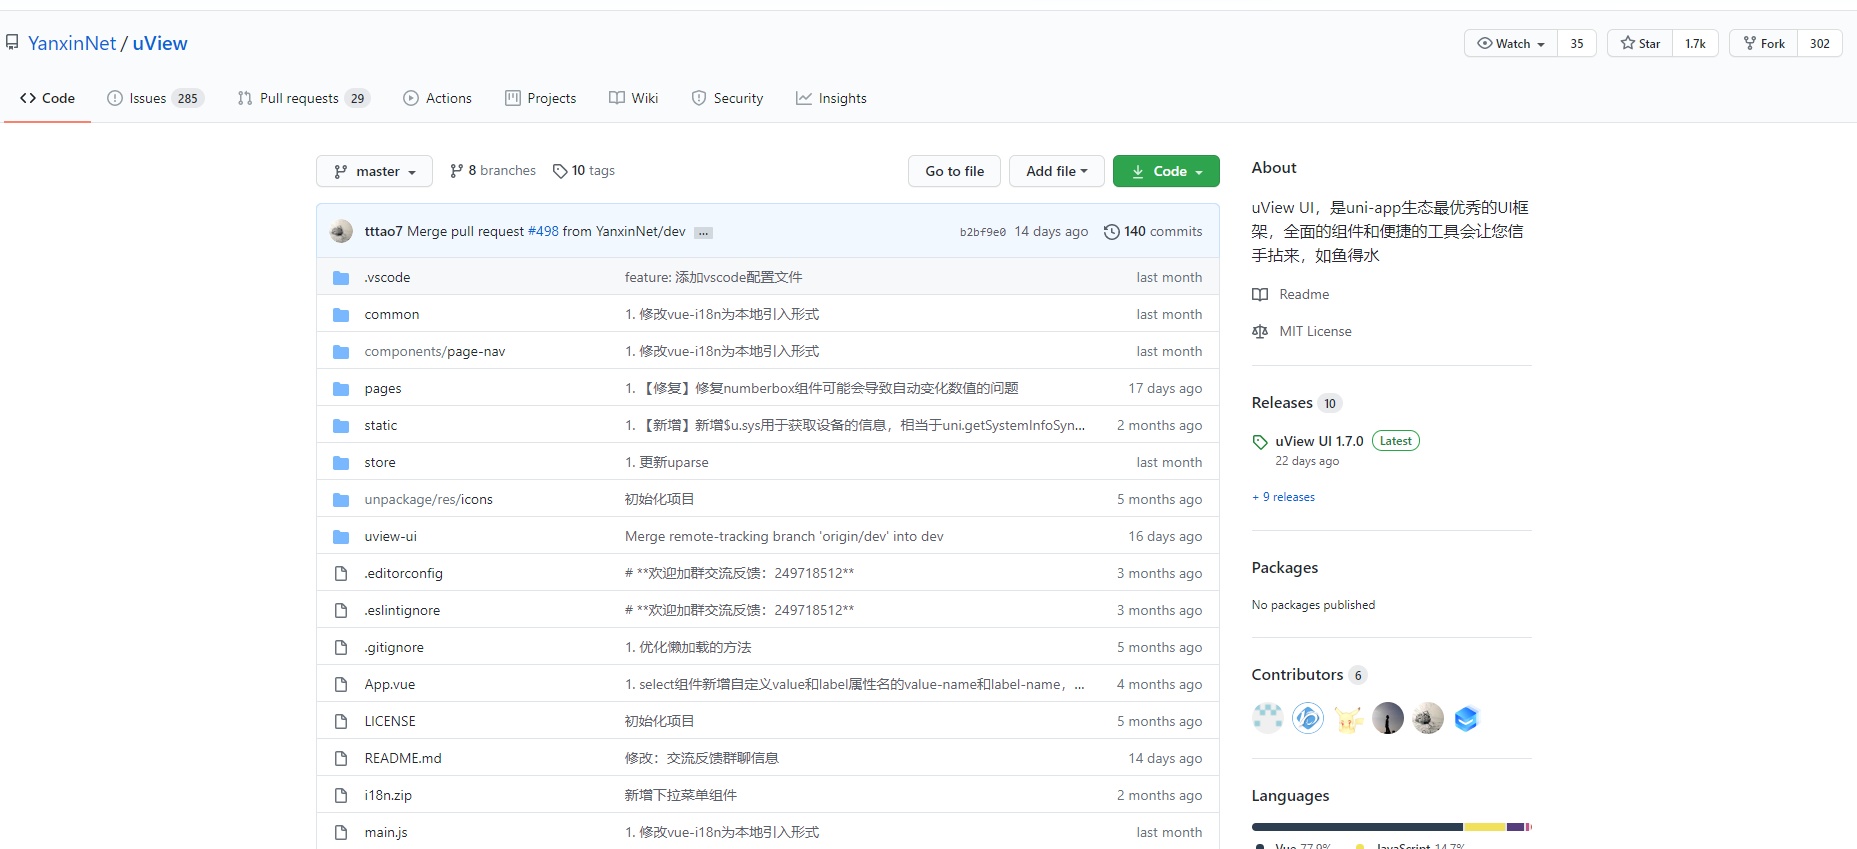 YanxinNet / uView
Watch 35 Star 1.7k Fork 302
Code Issues 285 Pull requests 29 Actions Projects Wiki Security Insights
master 8 branches 10 tags Go to file Add file Code
tttao7 Merge pull request #498 from YanxinNet/dev ... b2bf9e0 14 days ago 140 commits
.vscode feature: 添加vscode配置文件 last month
common 1. 修改vue-i18n为本地引入形式 last month
components/page-nav 1. 修改vue-i18n为本地引入形式 last month
pages 1. 【修复】修复numberbox组件可能会导致自动变化数值的问题 17 days ago
static 1. 【新增】新增$u.sys用于获取设备的信息，相当于uni.getSystemInfoSyn... 2 months ago
store 1. 更新uparse last month
unpackage/res/icons 初始化项目 5 months ago
uview-ui Merge remote-tracking branch 'origin/dev' into dev 16 days ago
.editorconfig # **欢迎加群交流反馈：249718512** 3 months ago
.eslintignore # **欢迎加群交流反馈：249718512** 3 months ago
.gitignore 1. 优化懒加载的方法 5 months ago
App.vue 1. select组件新增自定义value和label属性名的value-name和label-name，... 4 months ago
LICENSE 初始化项目 5 months ago
README.md 修改：交流反馈群聊信息 14 days ago
i18n.zip 新增下拉菜单组件 2 months ago
main.js 1. 修改vue-i18n为本地引入形式 last month
About
uView UI，是uni-app生态最优秀的UI框
架，全面的组件和便捷的工具会让您信
手拈来，如鱼得水
Readme
MIT License
Releases 10
uView UI 1.7.0 Latest
22 days ago
+ 9 releases
Packages
No packages published
Contributors 6
Languages
Vue 77.9% JavaScript 14.7%